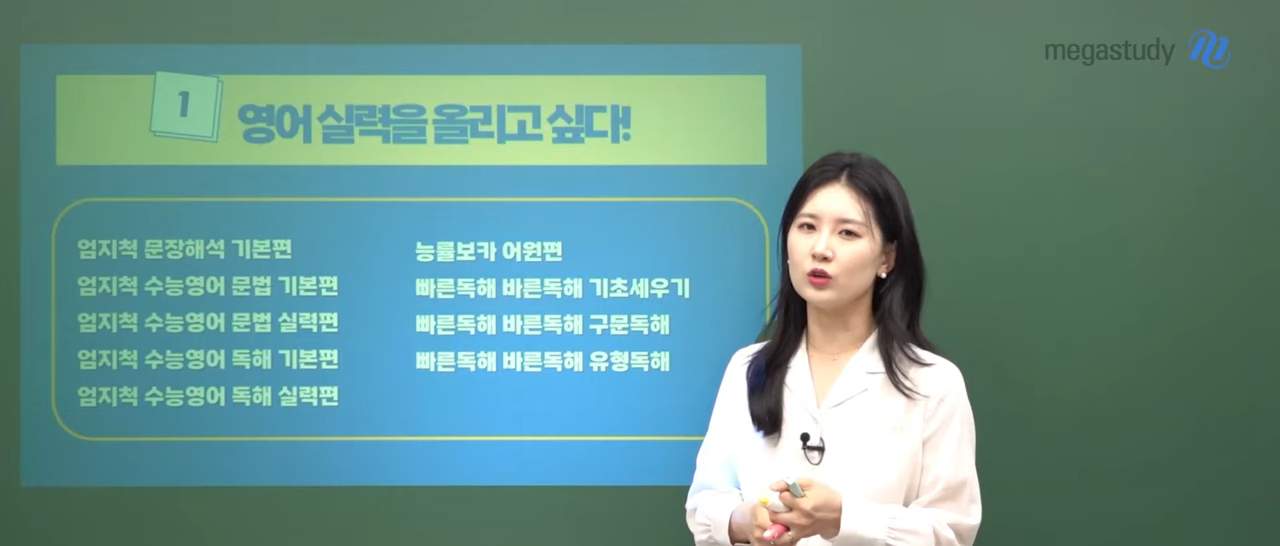 megastudy
1
영어 실력을 올리고 싶다!
엄지척 문장해석 기본편
엄지척 수능영어 문법 기본편
엄지척 수능영어 문법 실력편
엄지척 수능영어 독해 기본편
엄지척 수능영어 독해 실력편
능률보카 어원편
빠른독해 바른독해 기초세우기
빠른독해 바른독해 구문독해
빠른독해 바른독해 유형독해